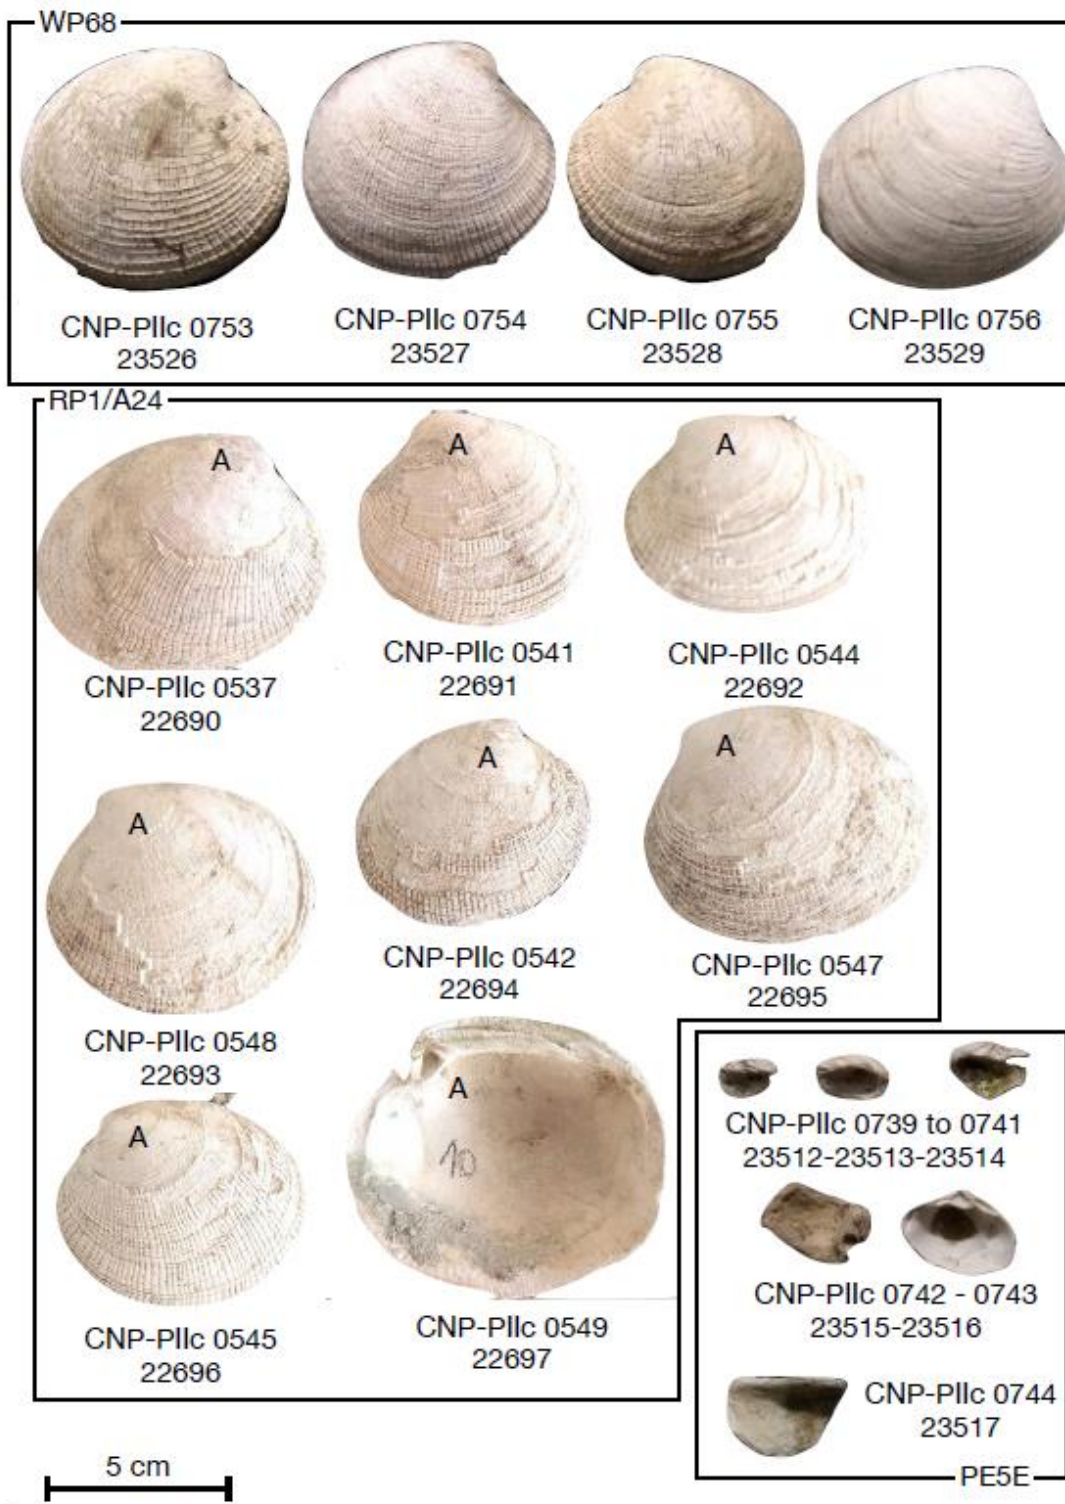 WP68
CNP-PIIc 0753
23526
CNP-PIIc 0754
23527
CNP-PIIc 0755
23528
CNP-PIIc 0756
23529
RP1/A24
A
CNP-PIIc 0537
22690
A
CNP-PIIc 0541
22691
A
CNP-PIIc 0544
22692
A
CNP-PIIc 0548
22693
A
CNP-PIIc 0542
22694
A
CNP-PIIc 0547
22695
A
CNP-PIIc 0545
22696
A
10
CNP-PIIc 0549
22697
CNP-PIIc 0739 to 0741
23512-23513-23514
CNP-PIIc 0742 - 0743
23515-23516
CNP-PIIc 0744
23517
PE5E
5 cm